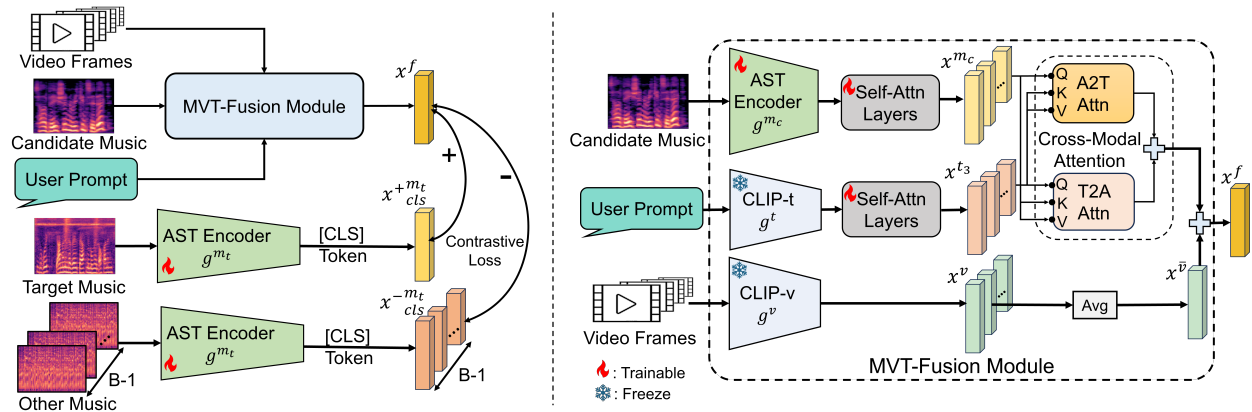 Video Frames
MVT-Fusion Module
Candidate Music
User Prompt
x^f
+
-
x^{+m_t}_{cls}
Target Music
AST Encoder
g^{m_t}
[CLS]
Token
Contrastive
Loss
x^{-m_t}_{cls}
AST Encoder
g^{m_t}
[CLS]
Token
B-1
B-1
Other Music
Candidate Music
AST
Encoder
g^{m_c}
Self-Attn
Layers
x^{m_c}
Q
K
V
A2T
Attn
Cross-Modal
Attention
User Prompt
CLIP-t
g^t
Self-Attn
Layers
x^{t_3}
Q
K
V
T2A
Attn
x^f
Video Frames
CLIP-v
g^v
x^v
Avg
x^{\bar{v}}
: Trainable
: Freeze
MVT-Fusion Module